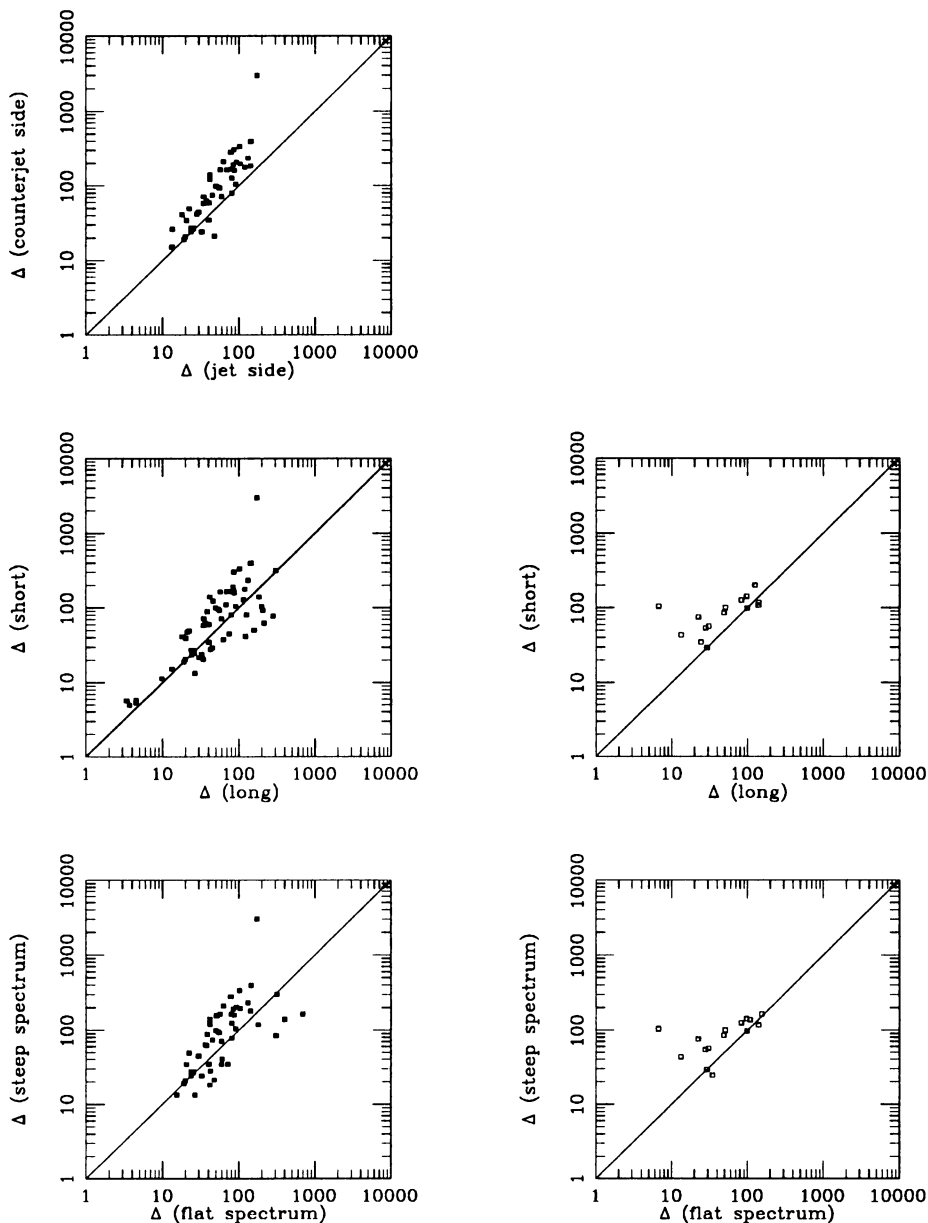 10000
1000
100
10
1
Δ (counterjet side)
1 10 100 1000 10000
Δ (jet side)
10000
1000
100
10
1
Δ (short)
1 10 100 1000 10000
Δ (long)
10000
1000
100
10
1
Δ (short)
1 10 100 1000 10000
Δ (long)
10000
1000
100
10
1
Δ (steep spectrum)
1 10 100 1000 10000
Δ (flat spectrum)
10000
1000
100
10
1
Δ (steep spectrum)
1 10 100 1000 10000
Δ (flat spectrum)